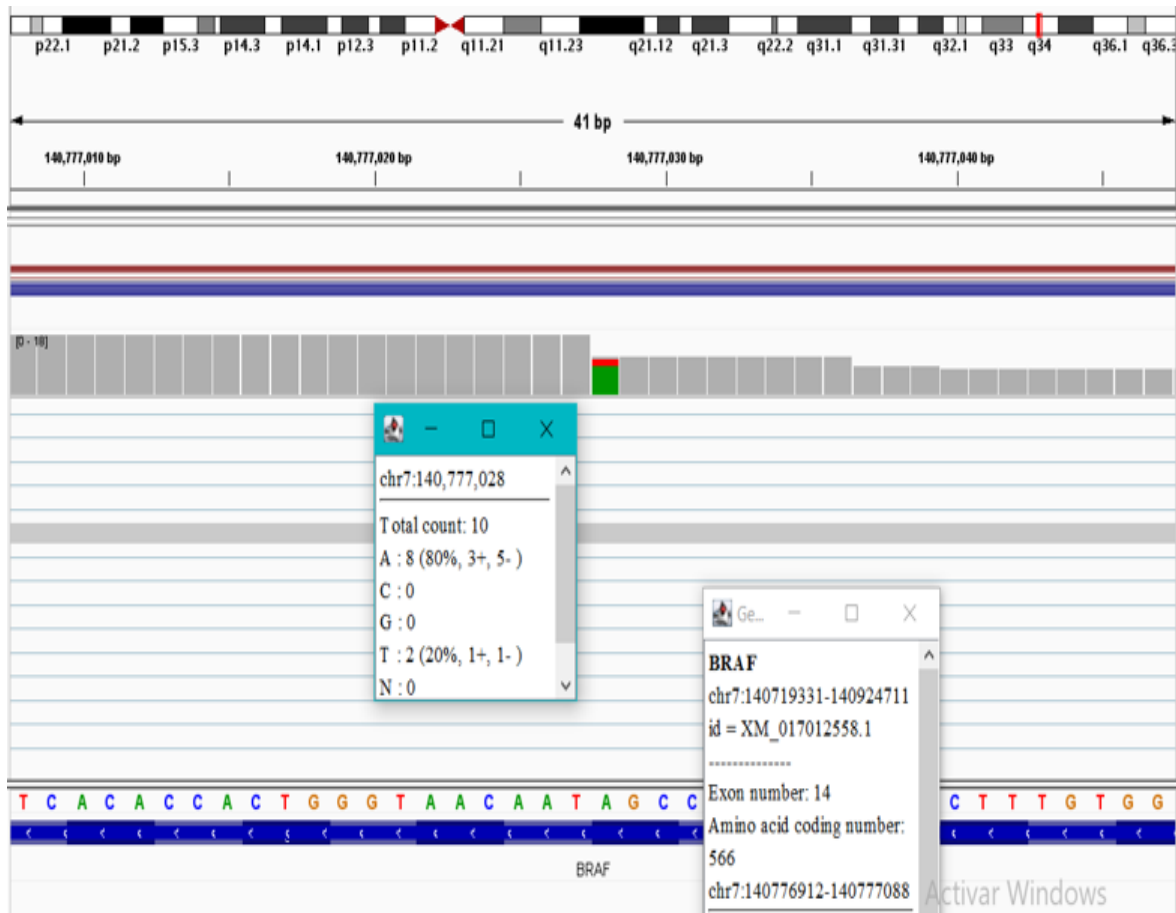 p22.1 p21.2 p15.3 p14.3 p14.1 p12.3 p11.2 q11.21 q11.23 q21.12 q21.3 q22.2 q31.1 q31.31 q32.1 q33 q34 q36.1 q36.3
41 bp
140,777,010 bp 140,777,020 bp 140,777,030 bp 140,777,040 bp
[0 - 18]
chr7:140,777,028
Total count: 10
A : 8 (80%, 3+, 5- )
C : 0
G : 0
T : 2 (20%, 1+, 1- )
N : 0
Ge...
BRAF
chr7:140719331-140924711
id = XM_017012558.1
--------------
Exon number: 14
Amino acid coding number:
566
chr7:140776912-140777088
T C A C A C C A C T G G G T A A C A A T A G C C C T T T G T G G
BRAF
Activar Windows